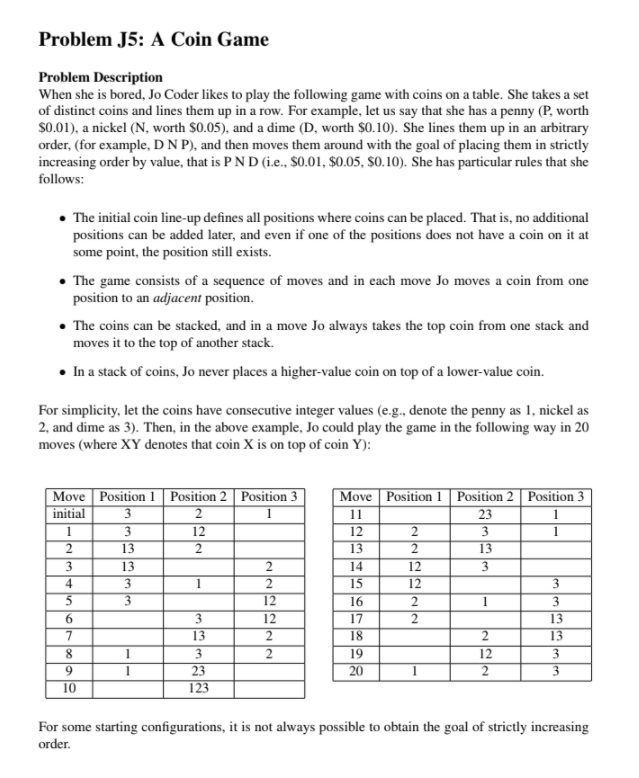 Problem J5: A Coin Game
Problem Description
When she is bored, Jo Coder likes to play the following game with coins on a table. She takes a set
of distinct coins and lines them up in a row. For example, let us say that she has a penny (P, worth
$0.01), a nickel (N, worth $0.05), and a dime (D, worth $0.10). She lines them up in an arbitrary
order, (for example, D N P), and then moves them around with the goal of placing them in strictly
increasing order by value, that is P N D (i.e., $0.01, $0.05, $0.10). She has particular rules that she
follows:
• The initial coin line-up defines all positions where coins can be placed. That is, no additional
positions can be added later, and even if one of the positions does not have a coin on it at
some point, the position still exists.
• The game consists of a sequence of moves and in each move Jo moves a coin from one
position to an adjacent position.
• The coins can be stacked, and in a move Jo always takes the top coin from one stack and
moves it to the top of another stack.
• In a stack of coins, Jo never places a higher-value coin on top of a lower-value coin.
For simplicity, let the coins have consecutive integer values (e.g., denote the penny as 1, nickel as
2, and dime as 3). Then, in the above example, Jo could play the game in the following way in 20
moves (where XY denotes that coin X is on top of coin Y):
Move Position 1 Position 2 Position 3
initial 3 2 1
1 3 12
2 13 2
3 13 2
4 3 1 2
5 3 12
6 3 12
7 13 2
8 1 3 2
9 1 23
10 123
Move Position 1 Position 2 Position 3
11 23 1
12 2 3 1
13 2 13
14 12 3
15 12 3
16 2 1 3
17 2 13
18 2 13
19 12 3
20 1 2 3
For some starting configurations, it is not always possible to obtain the goal of strictly increasing
order.